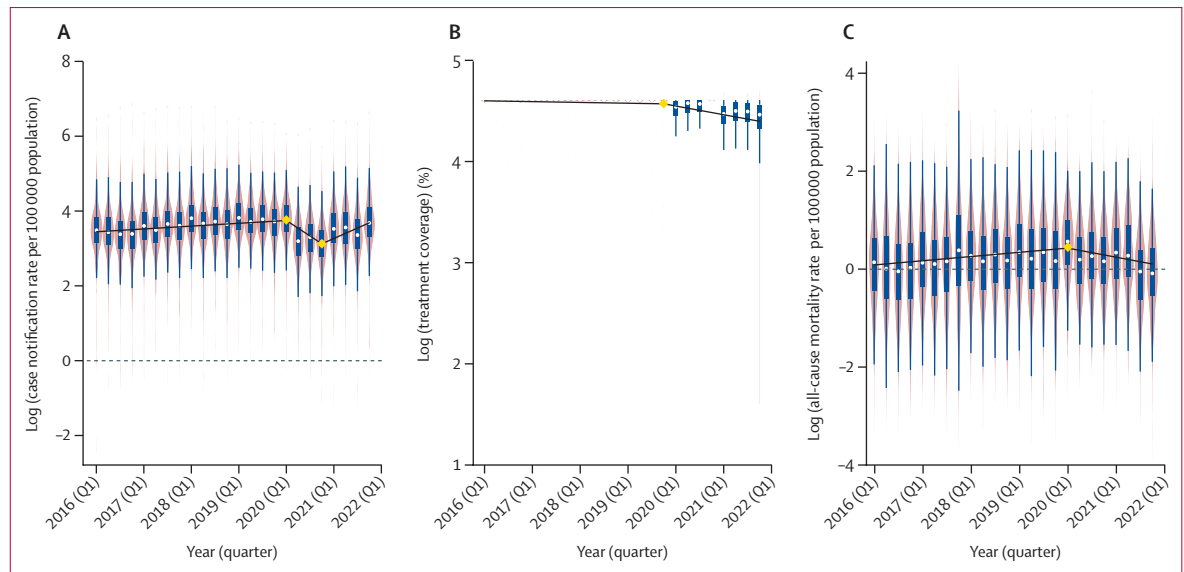 A
Log (case notification rate per 100 000 population)
8
6
4
2
0
−2
2016 (Q1)
2017 (Q1)
2018 (Q1)
2019 (Q1)
2020 (Q1)
2021 (Q1)
2022 (Q1)
Year (quarter)
B
Log (treatment coverage) (%)
5
4
3
2
1
2016 (Q1)
2017 (Q1)
2018 (Q1)
2019 (Q1)
2020 (Q1)
2021 (Q1)
2022 (Q1)
Year (quarter)
C
Log (all-cause mortality rate per 100 000 population)
4
2
0
−2
−4
2016 (Q1)
2017 (Q1)
2018 (Q1)
2019 (Q1)
2020 (Q1)
2021 (Q1)
2022 (Q1)
Year (quarter)